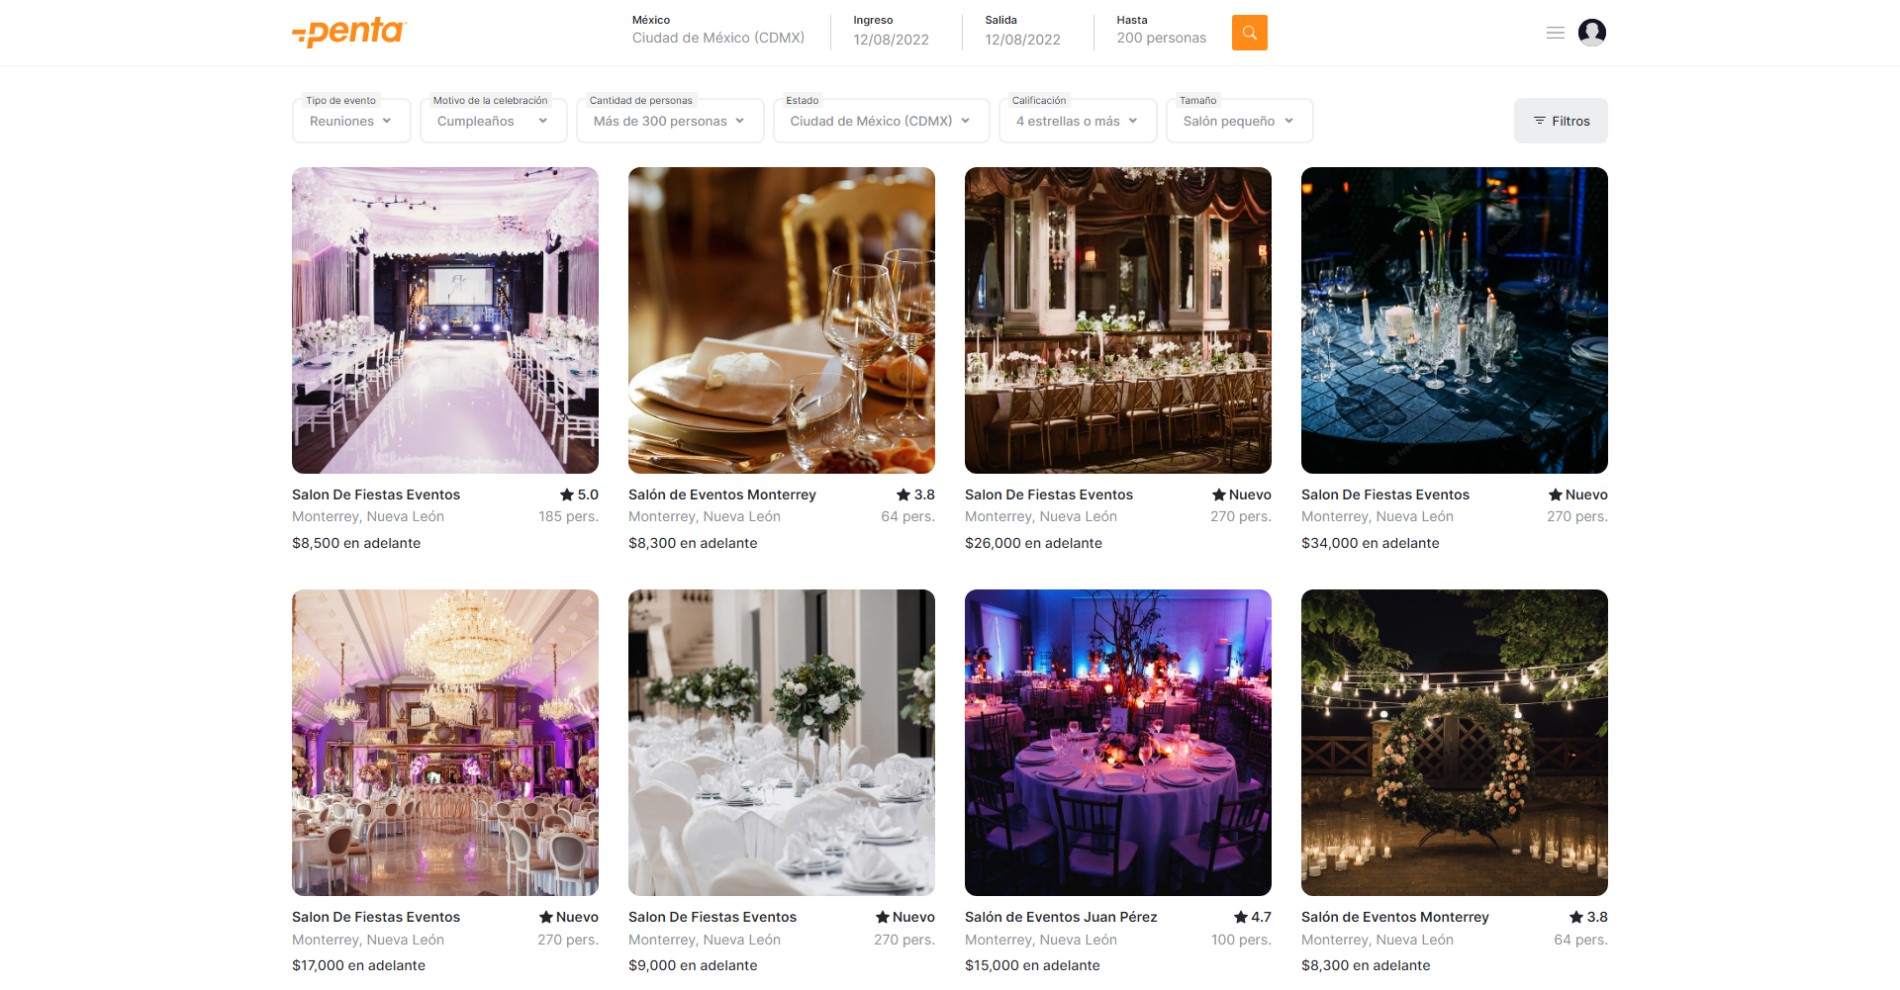 penta
México
Ciudad de México (CDMX)
Ingreso
12/08/2022
Salida
12/08/2022
Hasta
200 personas
Tipo de evento
Reuniones
Motivo de la celebración
Cumpleaños
Cantidad de personas
Más de 300 personas
Estado
Ciudad de México (CDMX)
Calificación
4 estrellas o más
Tamaño
Salón pequeño
Filtros
Salon De Fiestas Eventos
5.0
Monterrey, Nueva León
185 pers.
$8,500 en adelante
Salón de Eventos Monterrey
3.8
Monterrey, Nueva León
64 pers.
$8,300 en adelante
Salon De Fiestas Eventos
Nuevo
Monterrey, Nueva León
270 pers.
$26,000 en adelante
Salon De Fiestas Eventos
Nuevo
Monterrey, Nueva León
270 pers.
$34,000 en adelante
Salon De Fiestas Eventos
Nuevo
Monterrey, Nueva León
270 pers.
$17,000 en adelante
Salon De Fiestas Eventos
Nuevo
Monterrey, Nueva León
270 pers.
$9,000 en adelante
Salón de Eventos Juan Pérez
4.7
Monterrey, Nueva León
100 pers.
$15,000 en adelante
Salón de Eventos Monterrey
3.8
Monterrey, Nueva León
64 pers.
$8,300 en adelante